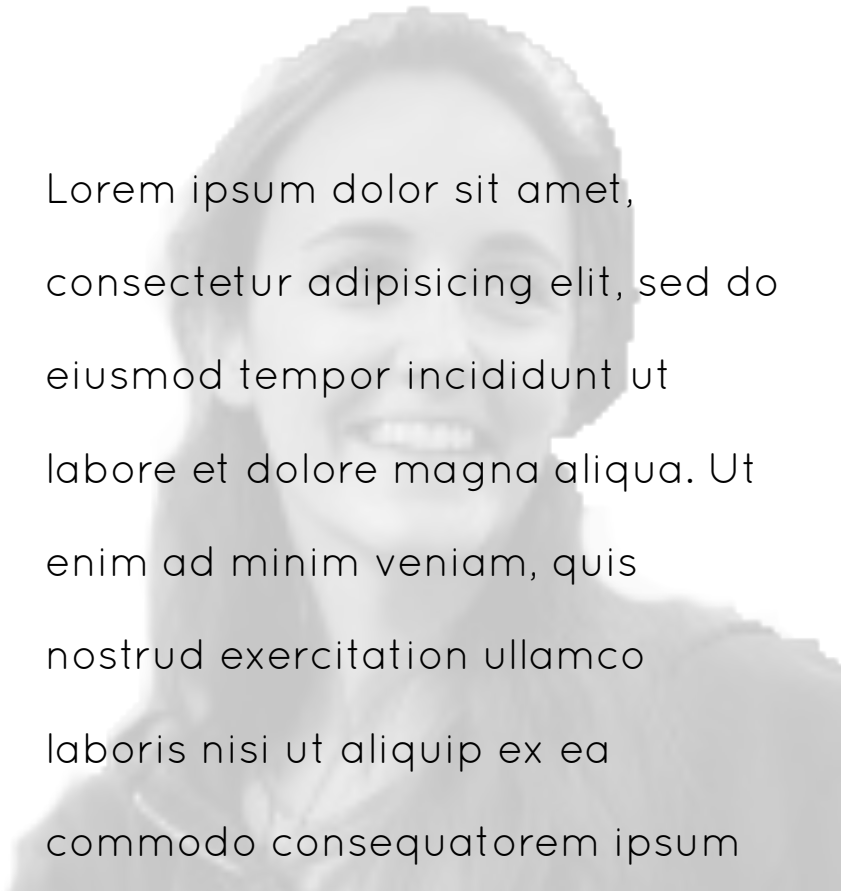 Lorem ipsum dolor sit amet,
consectetur adipisicing elit, sed do
eiusmod tempor incididunt ut
labore et dolore magna aliqua. Ut
enim ad minim veniam, quis
nostrud exercitation ullamco
laboris nisi ut aliquip ex ea
commodo consequatorem ipsum